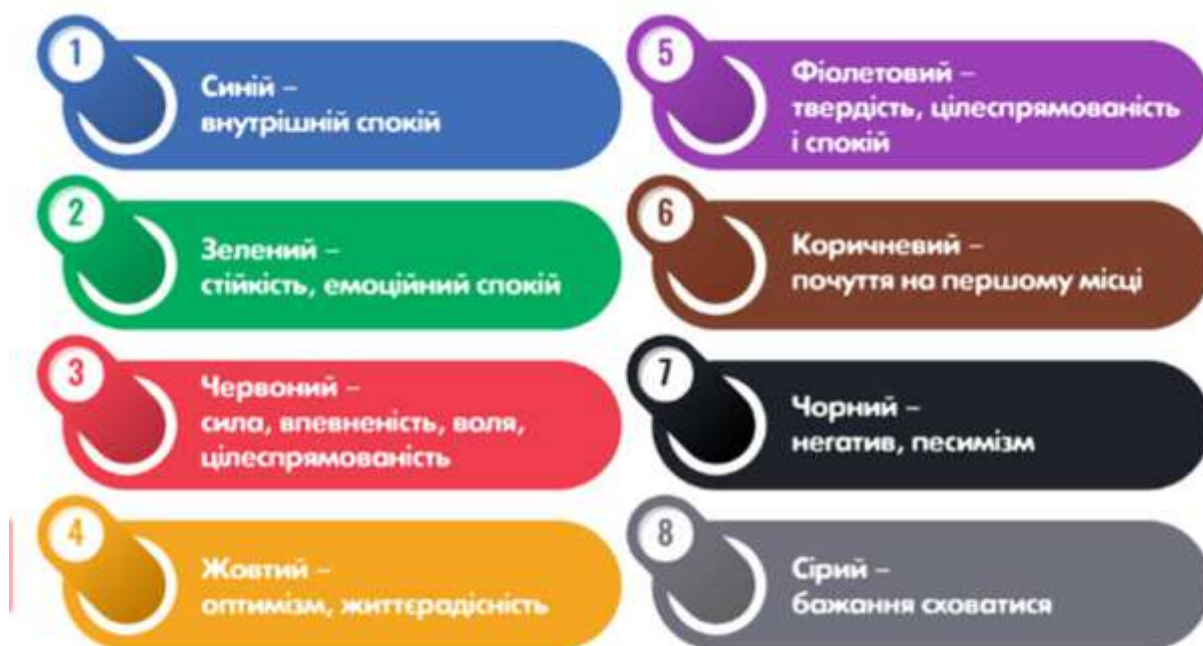 1
Синій –
внутрішній спокій
2
Зелений –
стійкість, емоційний спокій
3
Червоний –
сила, впевненість, воля,
цілеспрямованість
4
Жовтий –
оптимізм, життєрадісність
5
Фіолетовий –
твердість, цілеспрямованість
і спокій
6
Коричневий –
почуття на першому місці
7
Чорний –
негатив, песимізм
8
Сірий –
бажання сховатися